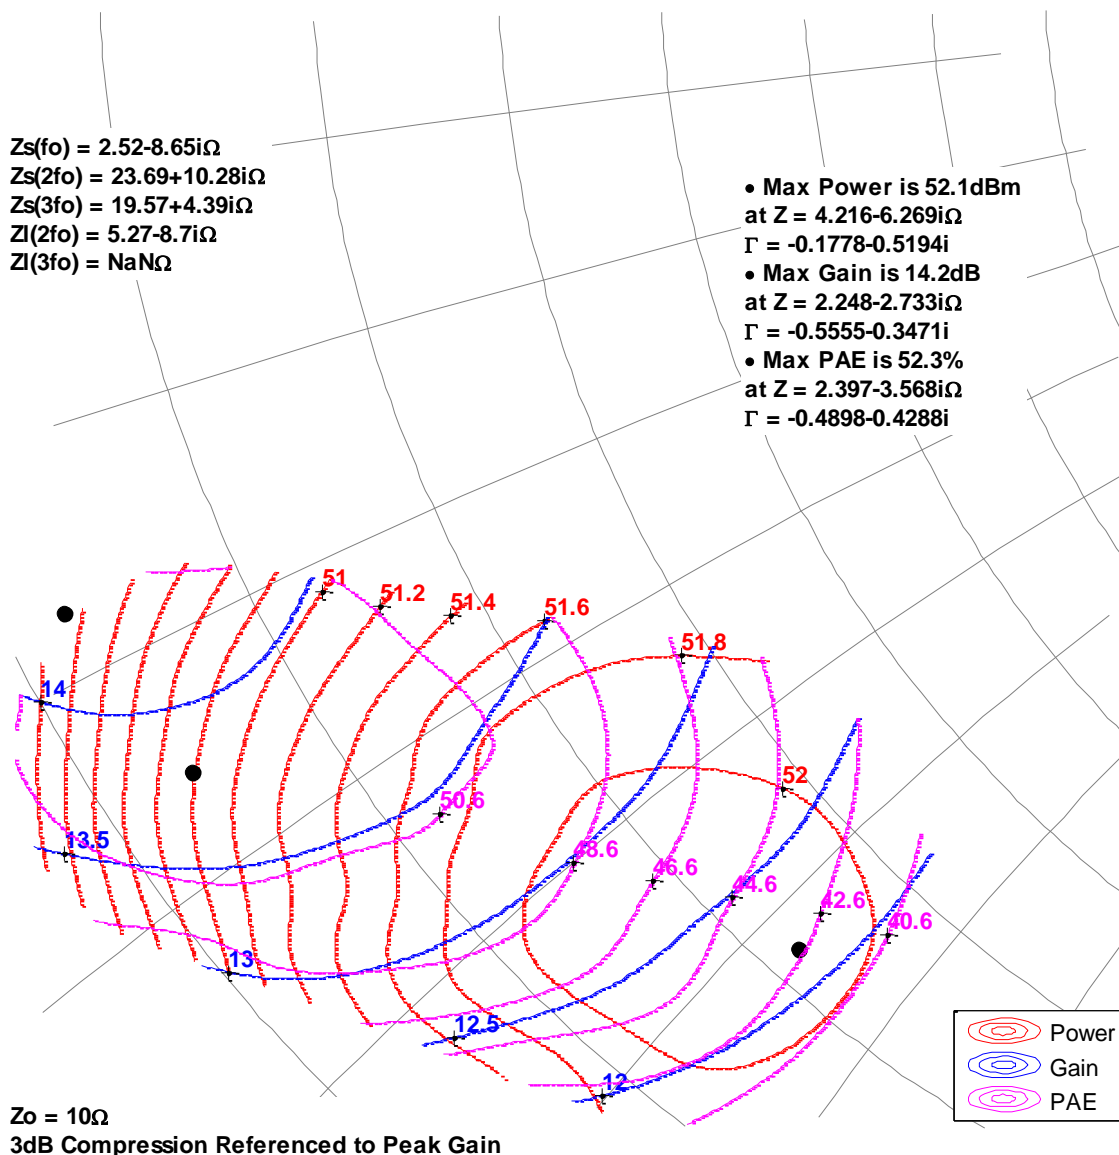 Zs(fo) = 2.52-8.65iΩ
Zs(2fo) = 23.69+10.28iΩ
Zs(3fo) = 19.57+4.39iΩ
Zl(2fo) = 5.27-8.7iΩ
Zl(3fo) = NaNΩ
• Max Power is 52.1dBm
at Z = 4.216-6.269iΩ
Γ = -0.1778-0.5194i
• Max Gain is 14.2dB
at Z = 2.248-2.733iΩ
Γ = -0.5555-0.3471i
• Max PAE is 52.3%
at Z = 2.397-3.568iΩ
Γ = -0.4898-0.4288i
51
51.2
51.4
51.6
51.8
14
52
50.6
13.5
48.6
46.6
44.6
42.6
40.6
13
12.5
12
Power
Gain
PAE
Zo = 10Ω
3dB Compression Referenced to Peak Gain